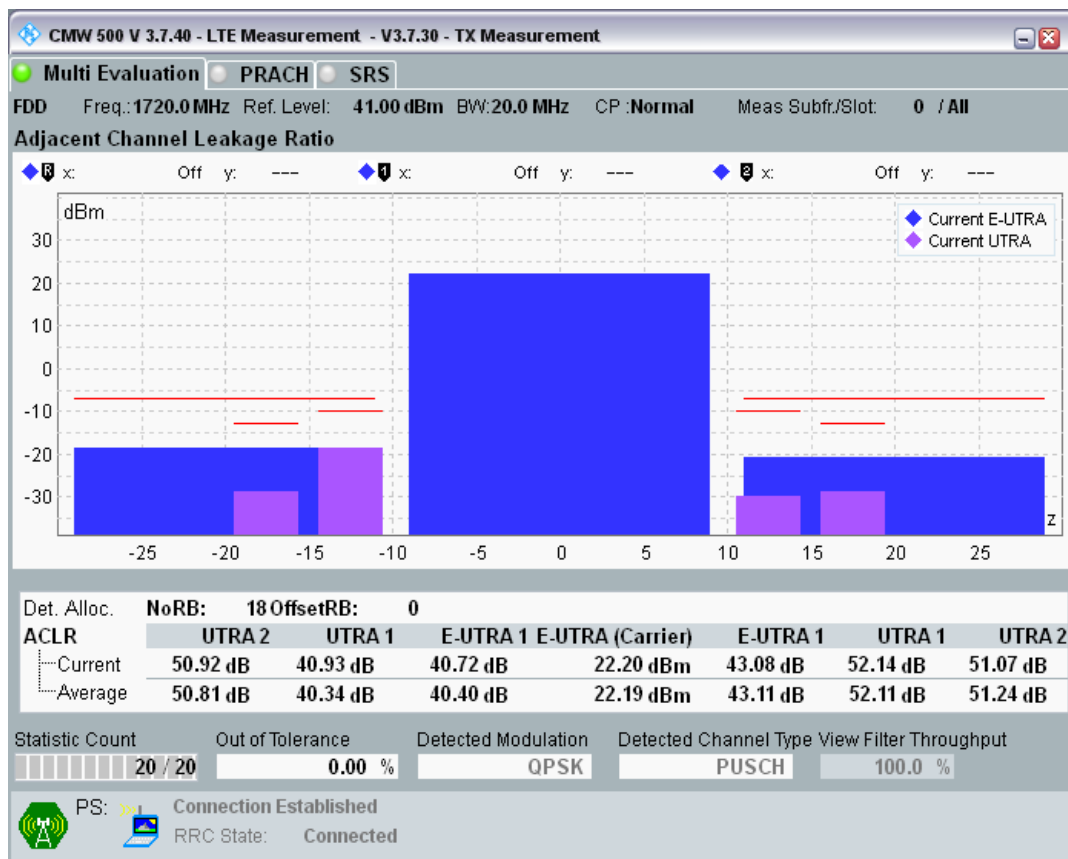 CMW 500 V 3.7.40 - LTE Measurement - V3.7.30 - TX Measurement
Multi Evaluation PRACH SRS
FDD Freq.:1720.0 MHz Ref. Level: 41.00 dBm BW:20.0 MHz CP :Normal Meas Subfr./Slot: 0 / All
Adjacent Channel Leakage Ratio
R x: Off y: --- 1 x: Off y: --- 2 x: Off y: ---
dBm
Current E-UTRA
Current UTRA
30
20
10
0
-10
-20
-30
z
-25 -20 -15 -10 -5 0 5 10 15 20 25
Det. Alloc. NoRB: 18 OffsetRB: 0
ACLR UTRA 2 UTRA 1 E-UTRA 1 E-UTRA (Carrier) E-UTRA 1 UTRA 1 UTRA 2
Current 50.92 dB 40.93 dB 40.72 dB 22.20 dBm 43.08 dB 52.14 dB 51.07 dB
Average 50.81 dB 40.34 dB 40.40 dB 22.19 dBm 43.11 dB 52.11 dB 51.24 dB
Statistic Count Out of Tolerance Detected Modulation Detected Channel Type View Filter Throughput
20 / 20 0.00 % QPSK PUSCH 100.0 %
PS: Connection Established
RRC State: Connected